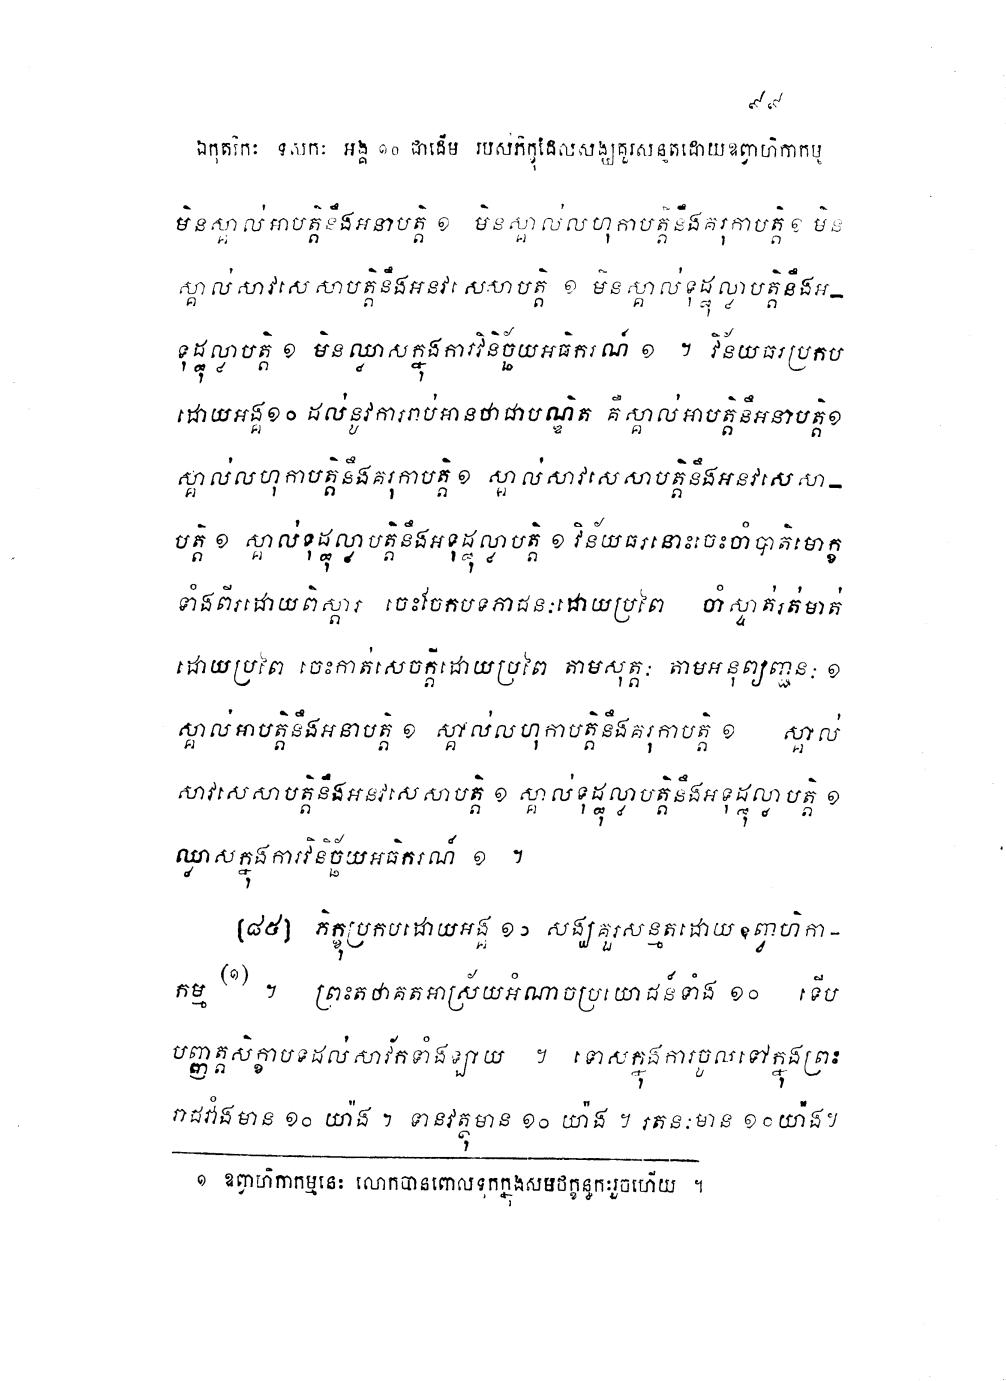 ៩៩
ឯកុត្តរិកៈ ទសកៈ អង្គ ១០ ជាដើម របស់ភិក្ខុដែលសង្ឃគួរសន្មតដោយឧព្វាហិកាកម្ម
មិនស្គាល់អាបត្តិនឹងអនាបត្តិ ១ មិនស្គាល់លហុកាបត្តិនឹងគរុកាបត្តិ ១ មិន
ស្គាល់សាវសេសាបត្តិនឹងអនវសេសាបត្តិ ១ មិនស្គាល់ទុដ្ឋុល្លាបត្តិនឹងអ-
ទុដ្ឋុល្លាបត្តិ ១ មិនឈ្លាសក្នុងការវិនិច្ឆ័យអធិករណ៍ ១ ។ វិន័យធរប្រកប
ដោយអង្គ១០ ដល់នូវការរាប់អានថាជាបណ្ឌិត គឺស្គាល់អាបត្តិនឹអនាបត្តិ១
ស្គាល់លហុកាបត្តិនឹងគរុកាបត្តិ ១ ស្គាល់សាវសេសាបត្តិនឹងអនវសេសា-
បត្តិ ១ ស្គាល់ទុដ្ឋុល្លាបត្តិនឹងអទុដ្ឋុល្លាបត្តិ ១ វិន័យធរនោះចេះចាំបាតិមោក្ខ
ទាំងពីរដោយពិស្តារ ចេះចែកបទភាជនៈដោយប្រពៃ ចាំស្ទាត់រត់មាត់
ដោយប្រពៃ ចេះកាត់សេចក្តីដោយប្រពៃ តាមសុត្តៈ តាមអនុព្យញ្ជនៈ ១
ស្គាល់អាបត្តិនឹងអនាបត្តិ ១ ស្គាល់លហុកាបត្តិនឹងគរុកាបត្តិ ១ ស្គាល់
សាវសេសាបត្តិនឹងអនវសេសាបត្តិ ១ ស្គាល់ទុដ្ឋុល្លាបត្តិនឹងអទុដ្ឋុល្លាបត្តិ ១
ឈ្លាសក្នុងការវិនិច្ឆ័យអធិករណ៍ ១ ។
[៨៥] ភិក្ខុប្រកបដោយអង្គ ១០ សង្ឃគួរសន្មតដោយឧព្វាហិកា-
កម្ម (១) ។ ព្រះតថាគតអាស្រ័យអំណាចប្រយោជន៍ទាំង ១០ ទើប
បញ្ញត្តសិក្ខាបទដល់សាវ័កទាំងឡាយ ។ ទោសក្នុងការចូលទៅក្នុងព្រះ
រាជវាំងមាន ១០ យ៉ាង ។ ទានវត្ថុមាន ១០ យ៉ាង ។ រតនៈមាន ១០យ៉ាង។
១ ឧព្វាហិកាកម្មនេះ លោកបានពោលទុកក្នុងសមថក្ខន្ធកៈរួចហើយ ។